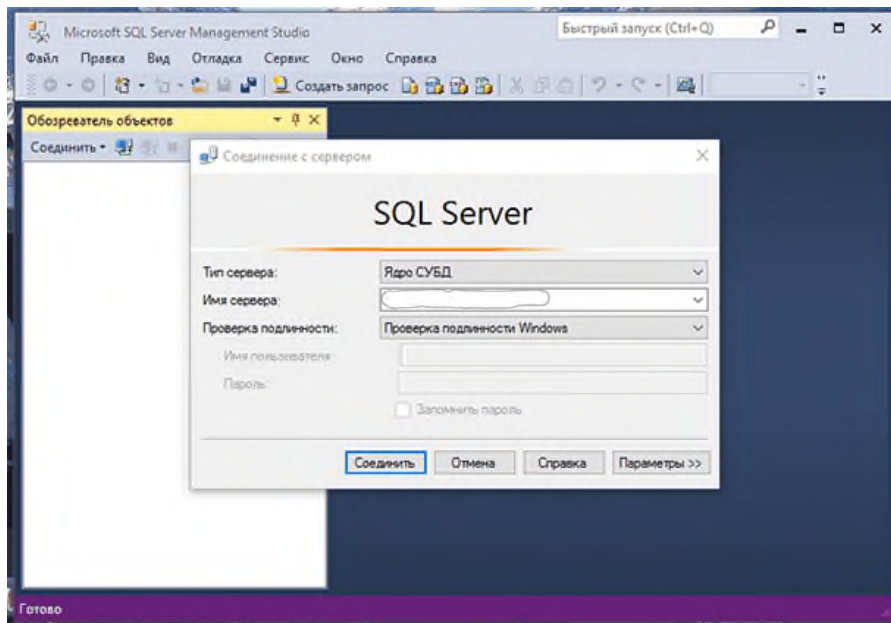 Microsoft SQL Server Management Studio
Быстрый запуск (Ctrl+Q)
Файл Правка Вид Отладка Сервис Окно Справка
Создать запрос
Обозреватель объектов
Соединить
Соединение с сервером
SQL Server
Тип сервера: Ядро СУБД
Имя сервера:
Проверка подлинности: Проверка подлинности Windows
Имя пользователя:
Пароль:
Запомнить пароль
Соединить Отмена Справка Параметры >>
Готово